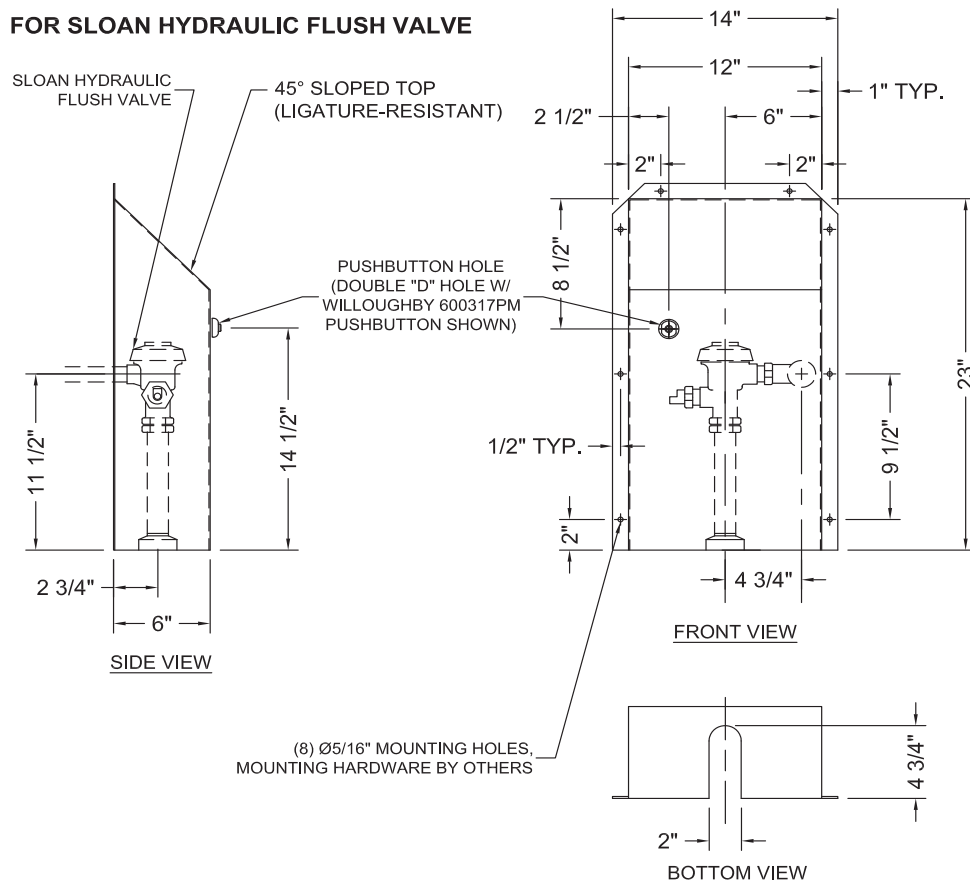 FOR SLOAN HYDRAULIC FLUSH VALVE
SLOAN HYDRAULIC
FLUSH VALVE
45° SLOPED TOP
(LIGATURE-RESISTANT)
PUSHBUTTON HOLE
(DOUBLE "D" HOLE W/
WILLOUGHBY 600317PM
PUSHBUTTON SHOWN)
11 1/2"
14 1/2"
2 3/4"
6"
SIDE VIEW
14"
12"
1" TYP.
2 1/2"
6"
2"
2"
8 1/2"
23"
1/2" TYP.
9 1/2"
2"
4 3/4"
FRONT VIEW
(8) Ø5/16" MOUNTING HOLES,
MOUNTING HARDWARE BY OTHERS
4 3/4"
2"
BOTTOM VIEW